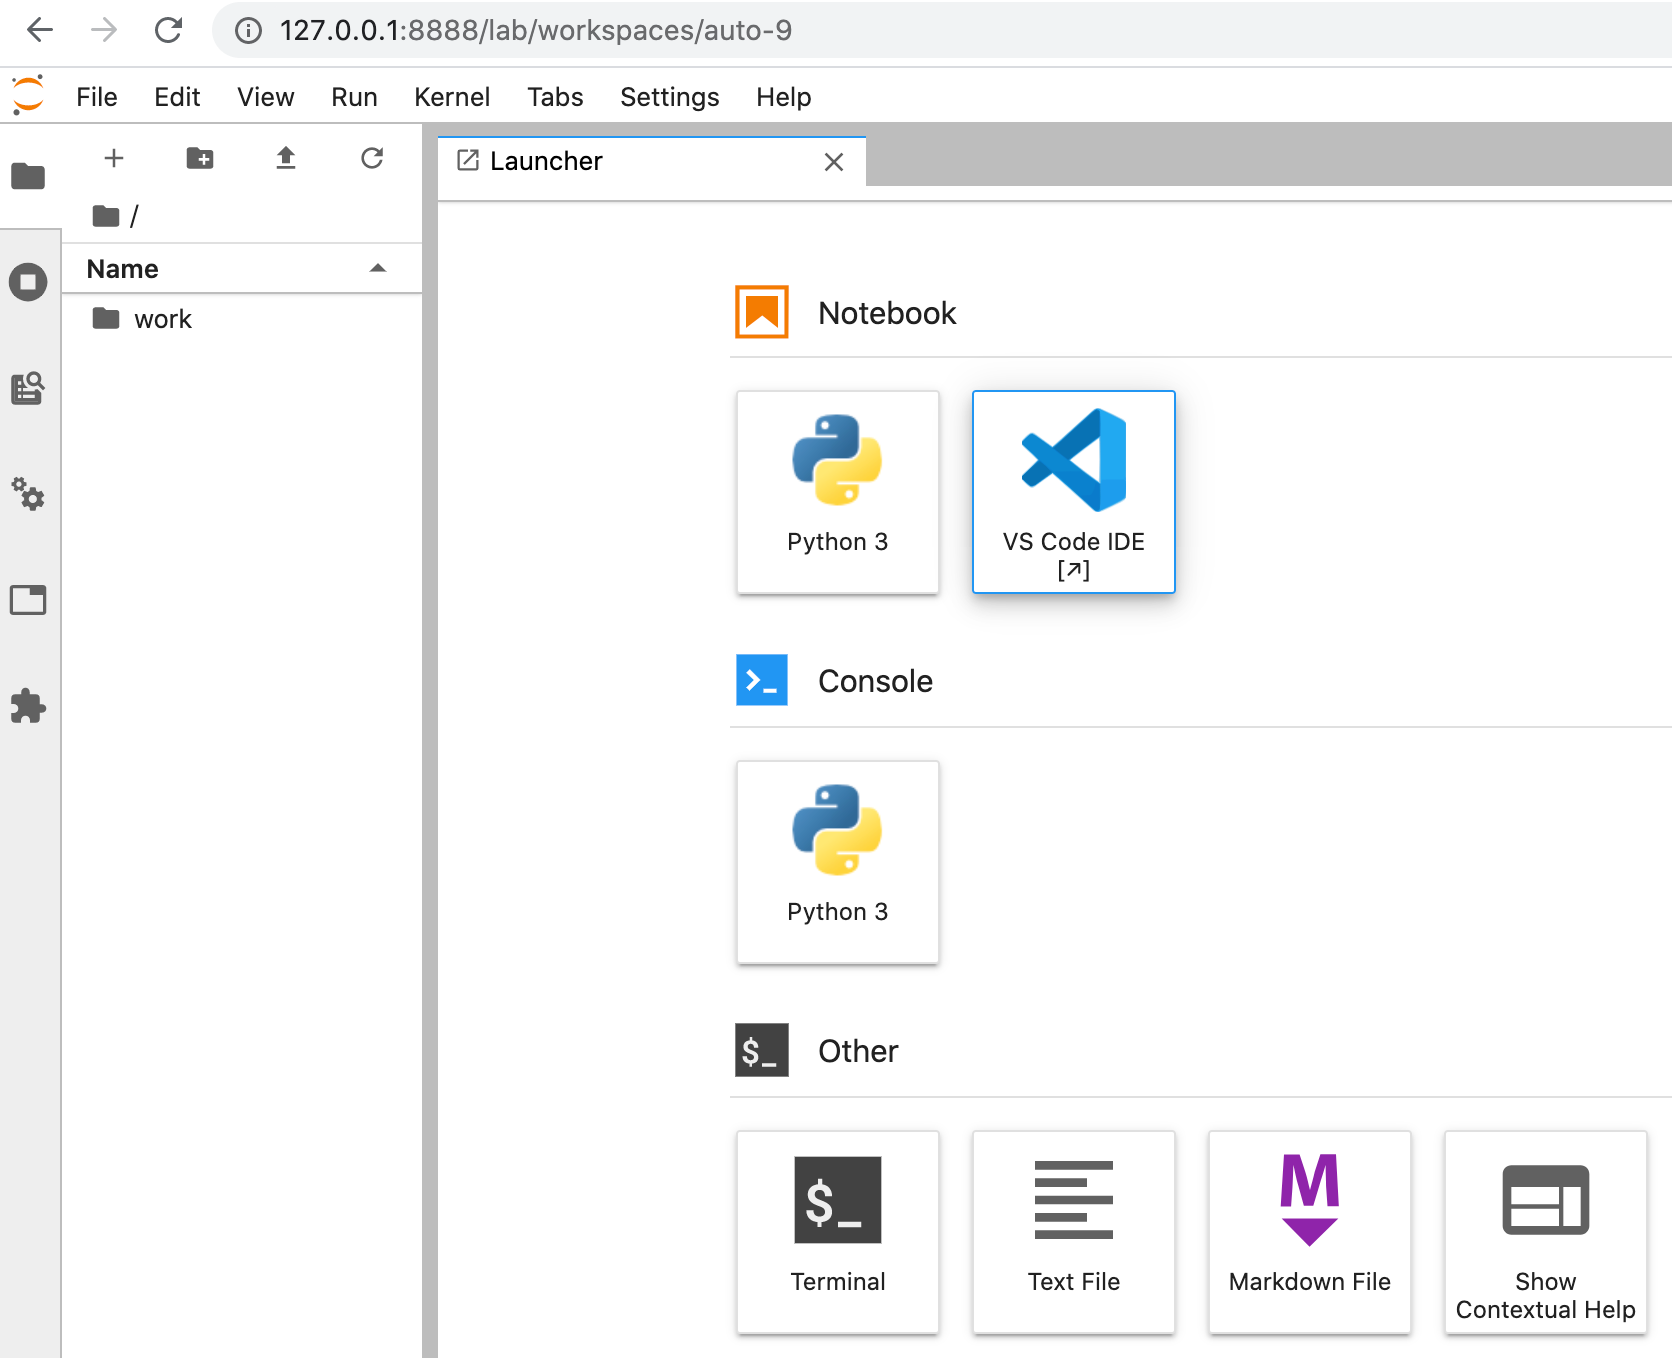 127.0.0.1:8888/lab/workspaces/auto-9
File Edit View Run Kernel Tabs Settings Help
Launcher
/
Name
work
Notebook
Python 3
VS Code IDE
[↗]
Console
Python 3
$_ Other
$_
Terminal
Text File
M
Markdown File
Show
Contextual Help